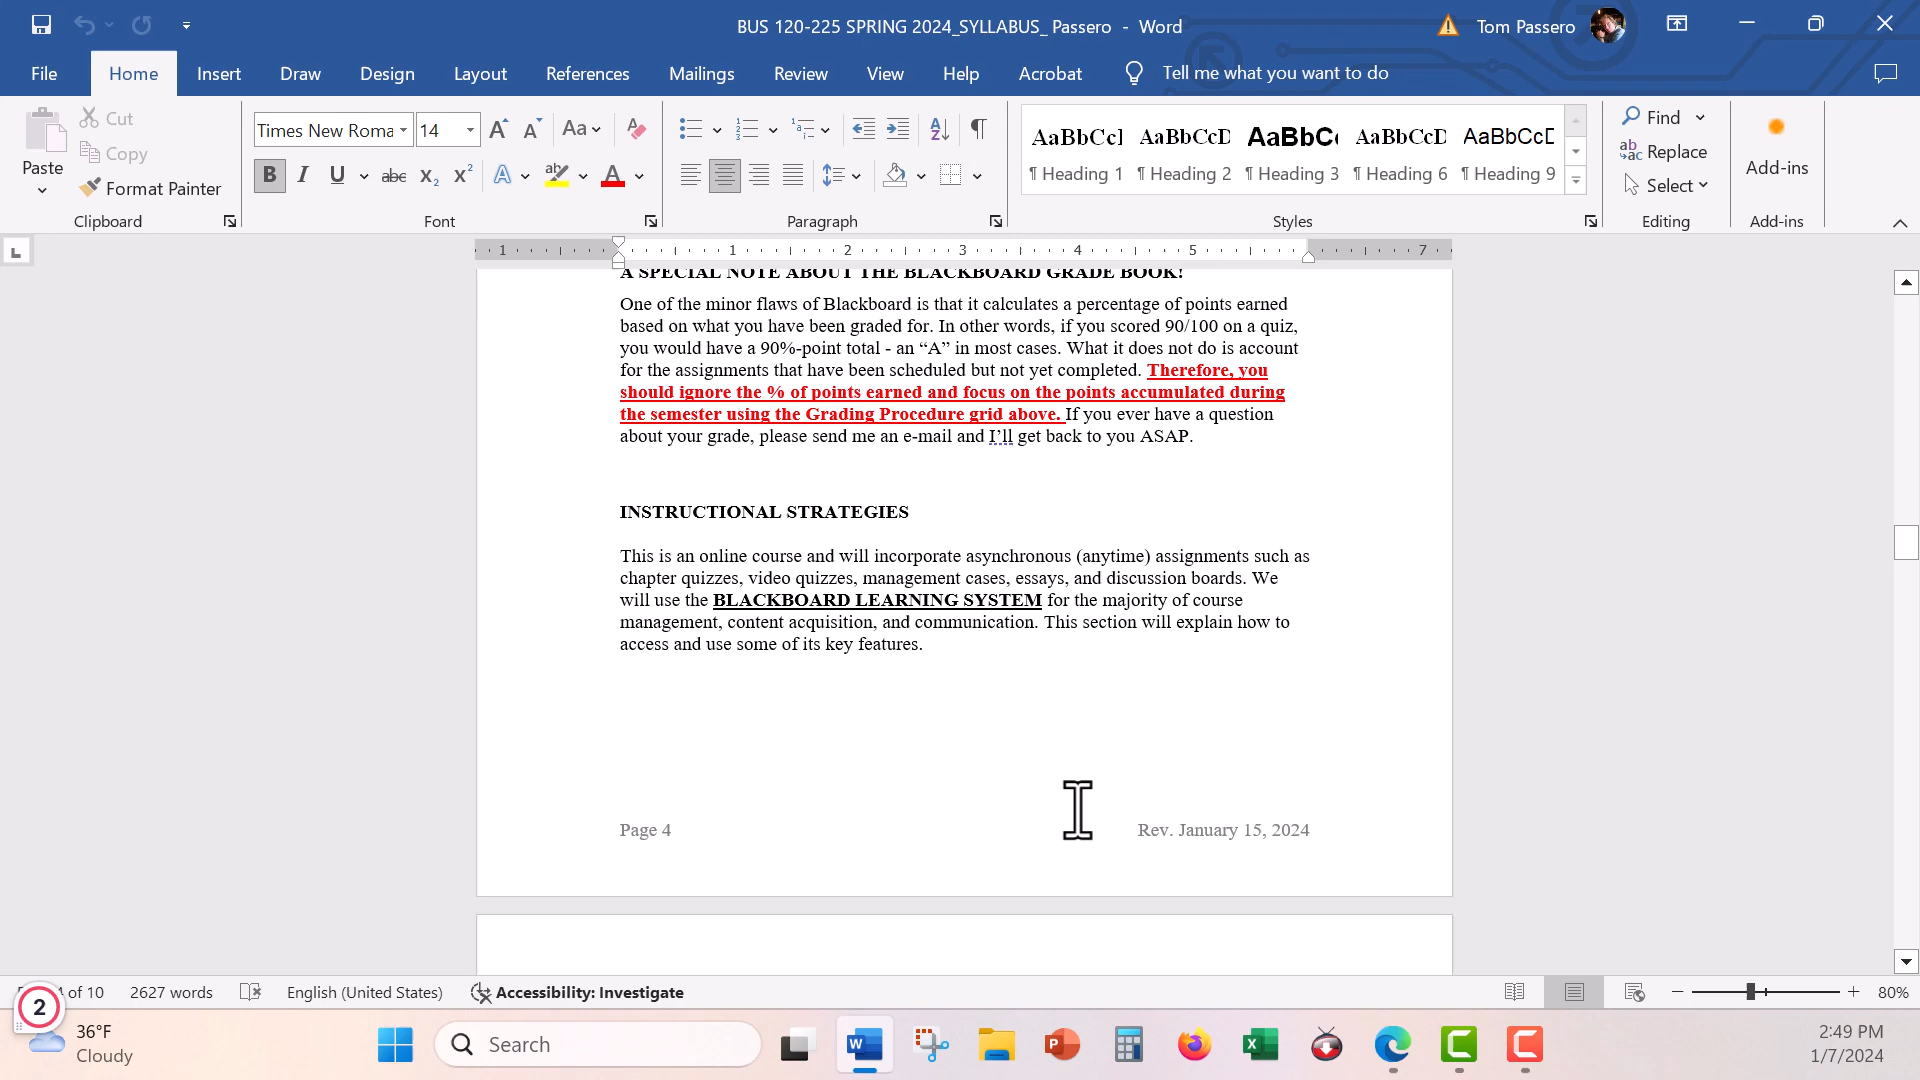 BUS 120-225 SPRING 2024_SYLLABUS_ Passero - Word
Tom Passero
File Home Insert Draw Design Layout References Mailings Review View Help Acrobat Tell me what you want to do
Paste
Cut
Copy
Format Painter
Clipboard
Times New Roma 14
Font
Paragraph
AaBbCcI AaBbCcD AaBbCc AaBbCcD AaBbCcD
¶ Heading 1 ¶ Heading 2 ¶ Heading 3 ¶ Heading 6 ¶ Heading 9
Styles
Find
Replace
Select
Editing
Add-ins
Add-ins
1 1 2 3 4 5 7
A SPECIAL NOTE ABOUT THE BLACKBOARD GRADE BOOK!
One of the minor flaws of Blackboard is that it calculates a percentage of points earned
based on what you have been graded for. In other words, if you scored 90/100 on a quiz,
you would have a 90%-point total - an “A” in most cases. What it does not do is account
for the assignments that have been scheduled but not yet completed. Therefore, you
should ignore the % of points earned and focus on the points accumulated during
the semester using the Grading Procedure grid above. If you ever have a question
about your grade, please send me an e-mail and I’ll get back to you ASAP.
INSTRUCTIONAL STRATEGIES
This is an online course and will incorporate asynchronous (anytime) assignments such as
chapter quizzes, video quizzes, management cases, essays, and discussion boards. We
will use the BLACKBOARD LEARNING SYSTEM for the majority of course
management, content acquisition, and communication. This section will explain how to
access and use some of its key features.
Page 4 Rev. January 15, 2024
4 of 10 2627 words English (United States) Accessibility: Investigate 80%
2
36°F
Cloudy
Search
2:49 PM
1/7/2024